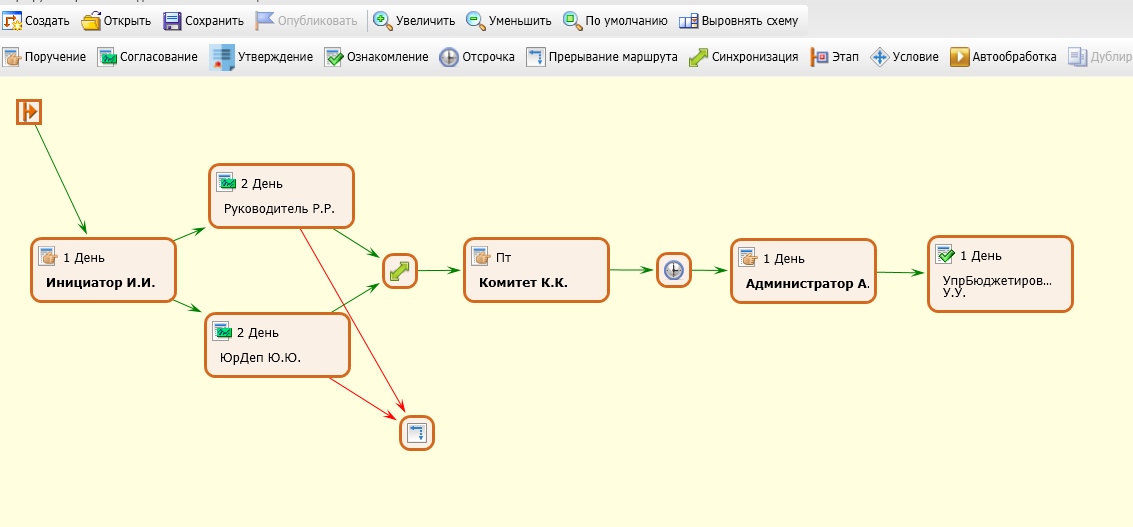 Создать Открыть Сохранить Опубликовать Увеличить Уменьшить По умолчанию Выровнять схему
Поручение Согласование Утверждение Ознакомление Отсрочка Прерывание маршрута Синхронизация Этап Условие Автообработка Дублир
2 День
Руководитель Р.Р.
1 День
Инициатор И.И.
Пт
Комитет К.К.
1 День
Администратор А.
1 День
УпрБюджетиров...
У.У.
2 День
ЮрДеп Ю.Ю.